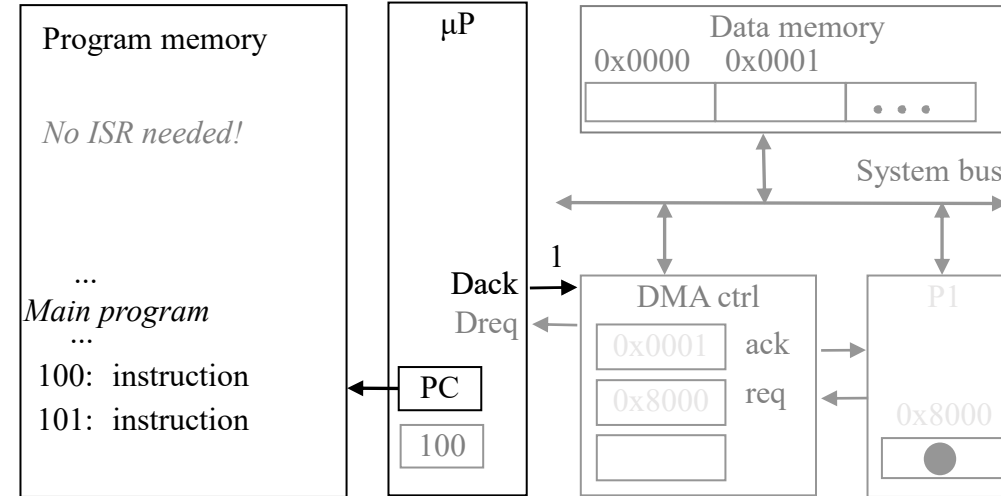 Program memory
No ISR needed!
...
Main program
...
100: instruction
101: instruction
μP
Dack
Dreq
PC
100
1
Data memory
0x0000 0x0001
...
System bus
DMA ctrl
0x0001 ack
0x8000 req
P1
0x8000